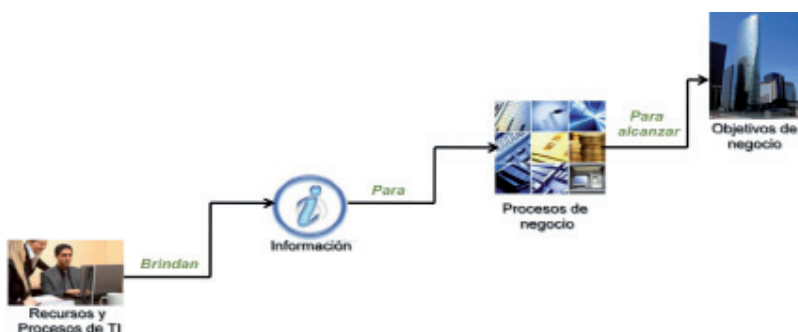 Recursos y
Procesos de TI
Brindan
Información
Para
Procesos de
negocio
Para
alcanzar
Objetivos de
negocio